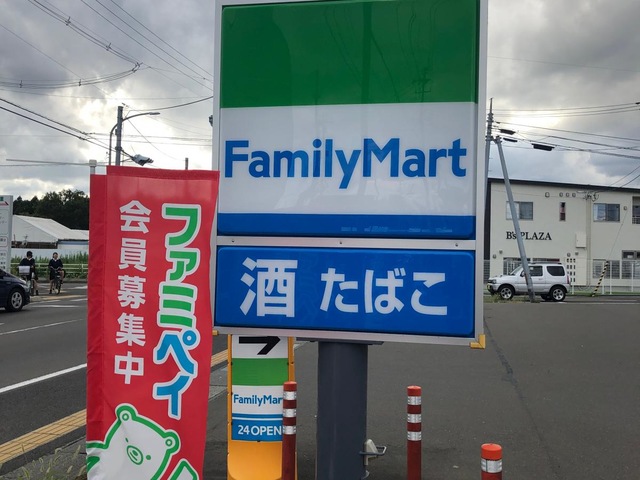 FamilyMart
酒 たばこ
ファミペイ
会員募集中
FamilyMar
24 OPEN
B's PLAZA